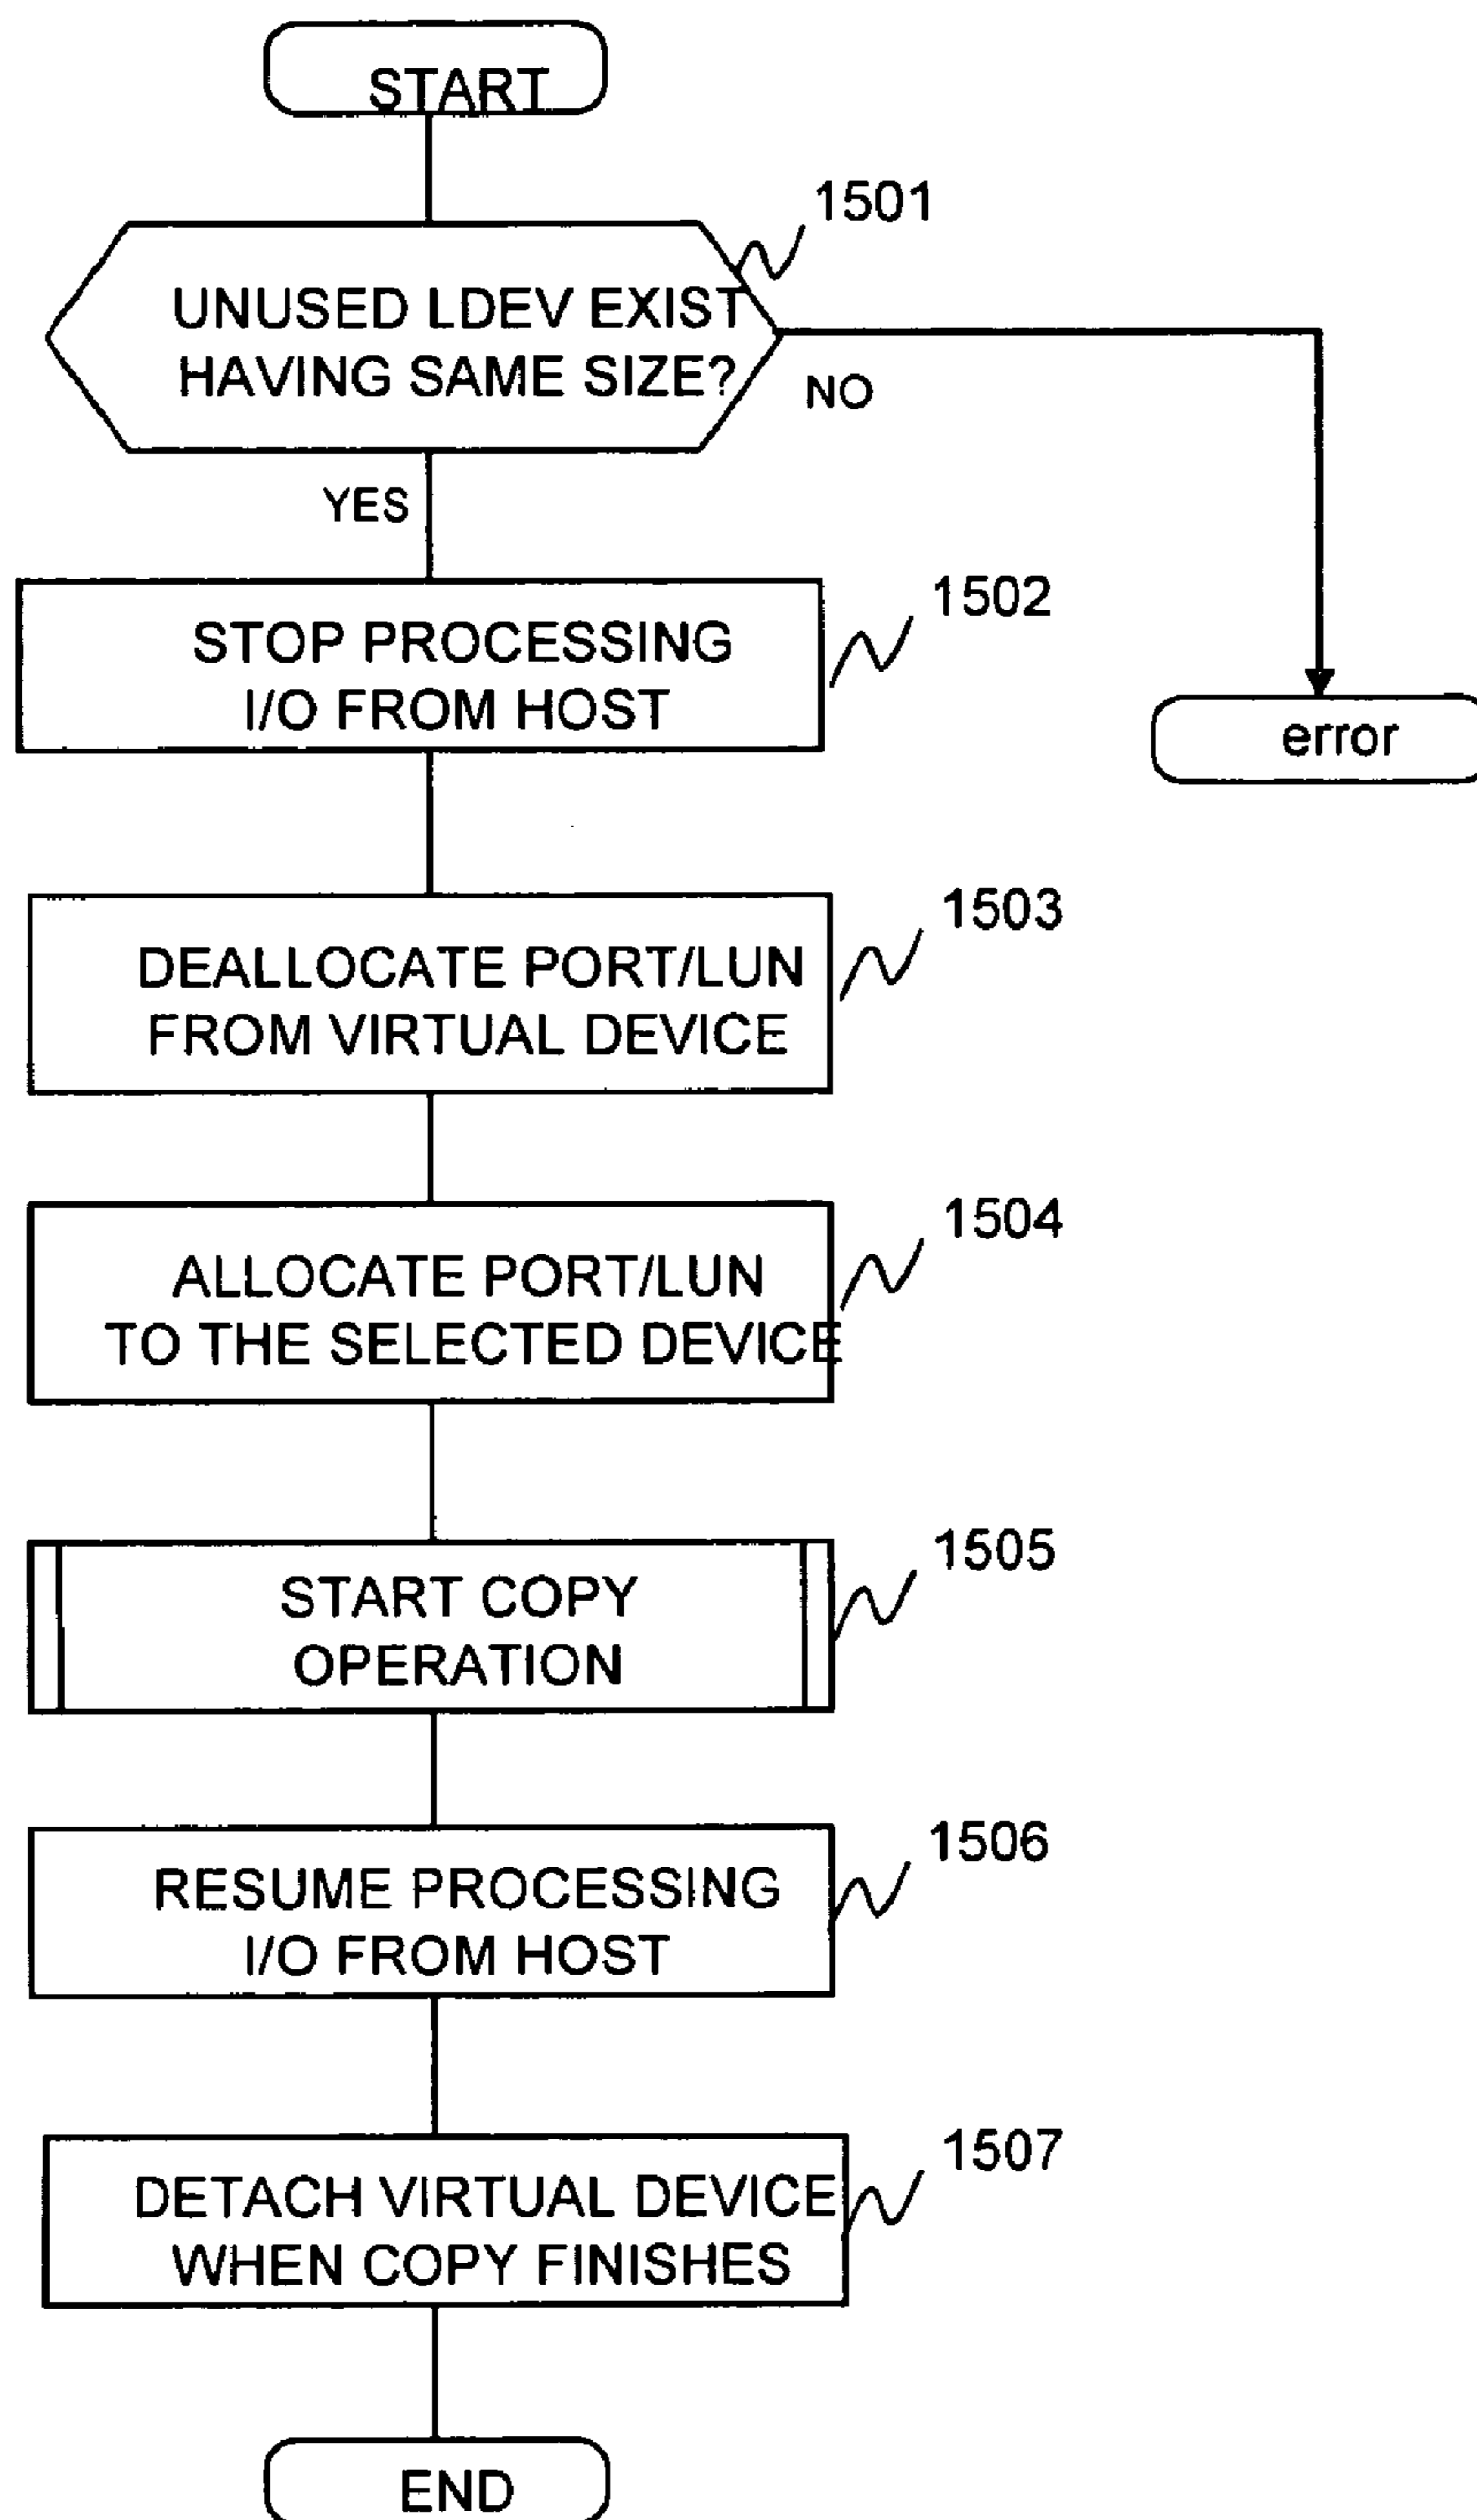 START
1501
UNUSED LDEV EXIST
HAVING SAME SIZE?
NO
YES
1502
STOP PROCESSING
I/O FROM HOST
error
1503
DEALLOCATE PORT/LUN
FROM VIRTUAL DEVICE
1504
ALLOCATE PORT/LUN
TO THE SELECTED DEVICE
1505
START COPY
OPERATION
1506
RESUME PROCESSING
I/O FROM HOST
1507
DETACH VIRTUAL DEVICE
WHEN COPY FINISHES
END